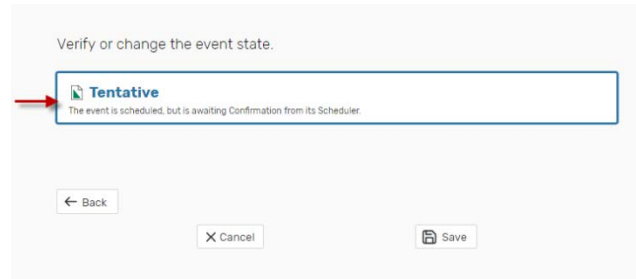 Verify or change the event state.
Tentative
The event is scheduled, but is awaiting Confirmation from its Scheduler.
Back
Cancel
Save